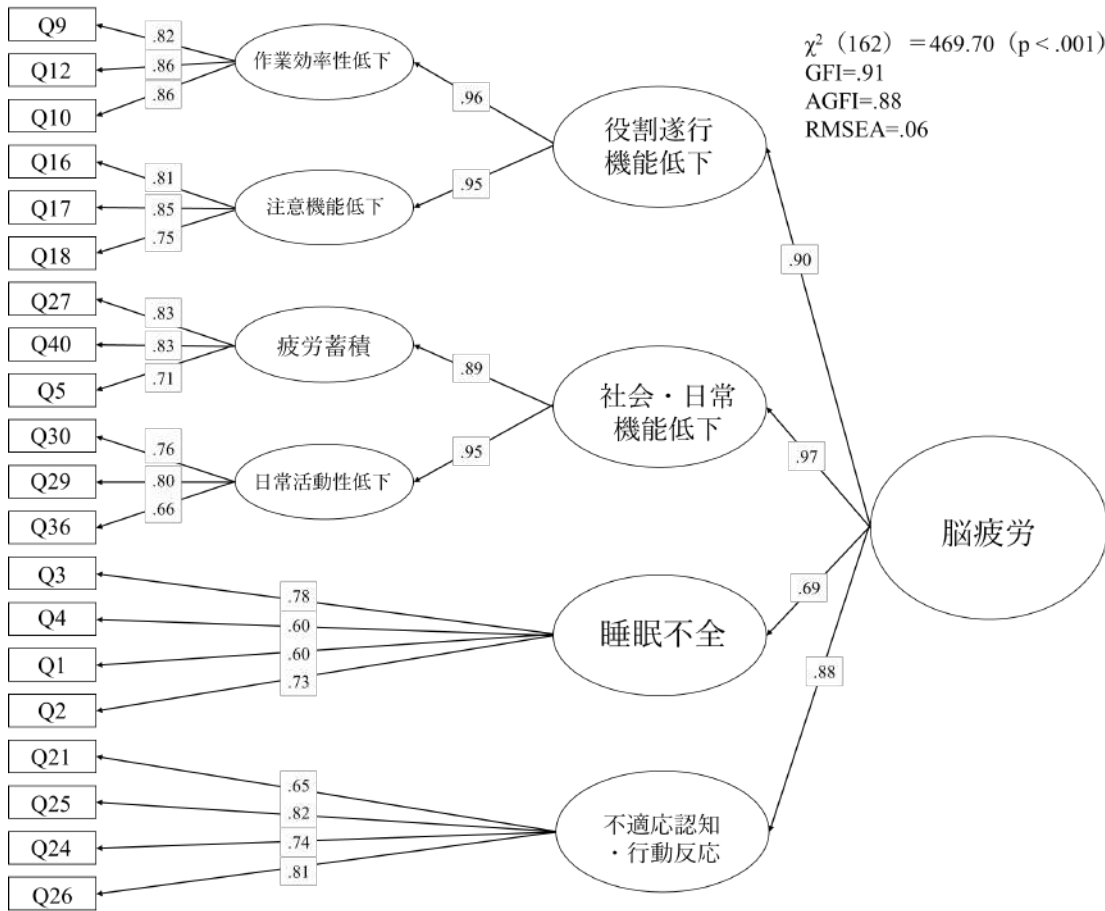 χ² (162) =469.70 (p < .001)
GFI=.91
AGFI=.88
RMSEA=.06
Q9
Q12
Q10
Q16
Q17
Q18
Q27
Q40
Q5
Q30
Q29
Q36
Q3
Q4
Q1
Q2
Q21
Q25
Q24
Q26
.82
.86
.86
.81
.85
.75
.83
.83
.71
.76
.80
.66
.78
.60
.60
.73
.65
.82
.74
.81
作業効率性低下
注意機能低下
疲労蓄積
日常活動性低下
.96
.95
.89
.95
役割遂行
機能低下
社会・日常
機能低下
睡眠不全
不適応認知
・行動反応
.90
.97
.69
.88
脳疲労